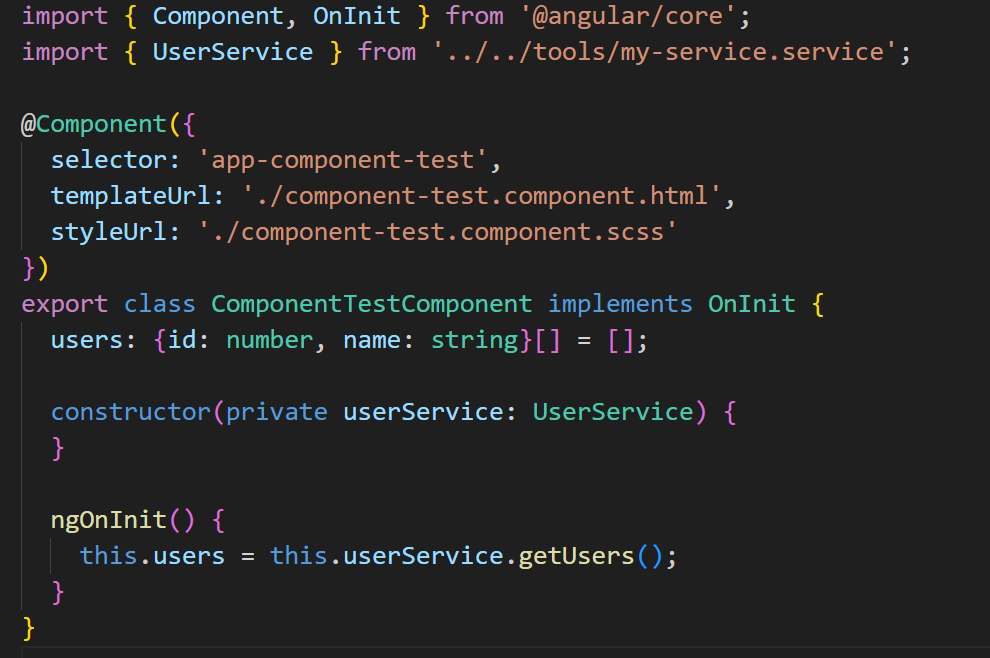 import { Component, OnInit } from '@angular/core';
import { UserService } from '../../tools/my-service.service';

@Component({
  selector: 'app-component-test',
  templateUrl: './component-test.component.html',
  styleUrl: './component-test.component.scss'
})
export class ComponentTestComponent implements OnInit {
  users: {id: number, name: string}[] = [];

  constructor(private userService: UserService) {
  }

  ngOnInit() {
    this.users = this.userService.getUsers();
  }
}